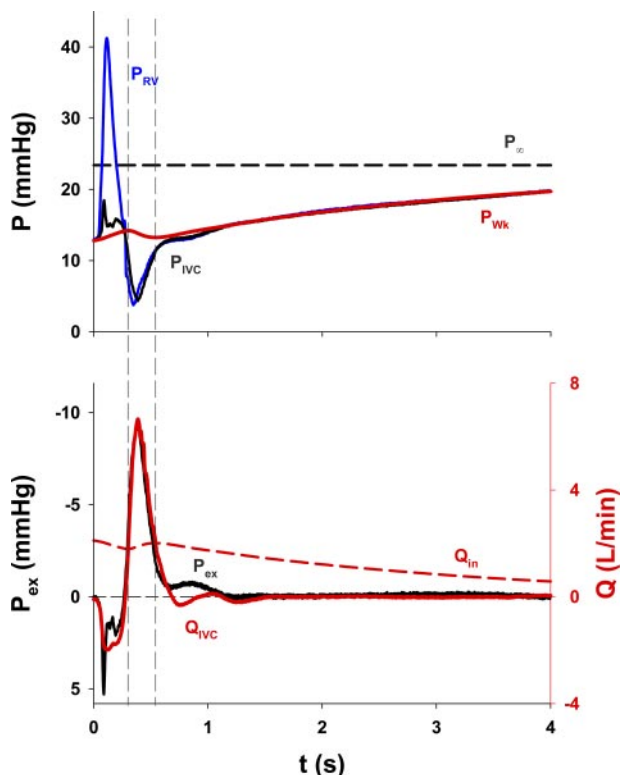 P (mmHg)
40
30
20
10
0
P_RV
P_∞
P_Wk
P_IVC
P_ex (mmHg)
-10
-5
0
5
P_ex
Q_in
Q_IVC
8
4
0
-4
Q (L/min)
0
1
2
3
4
t (s)